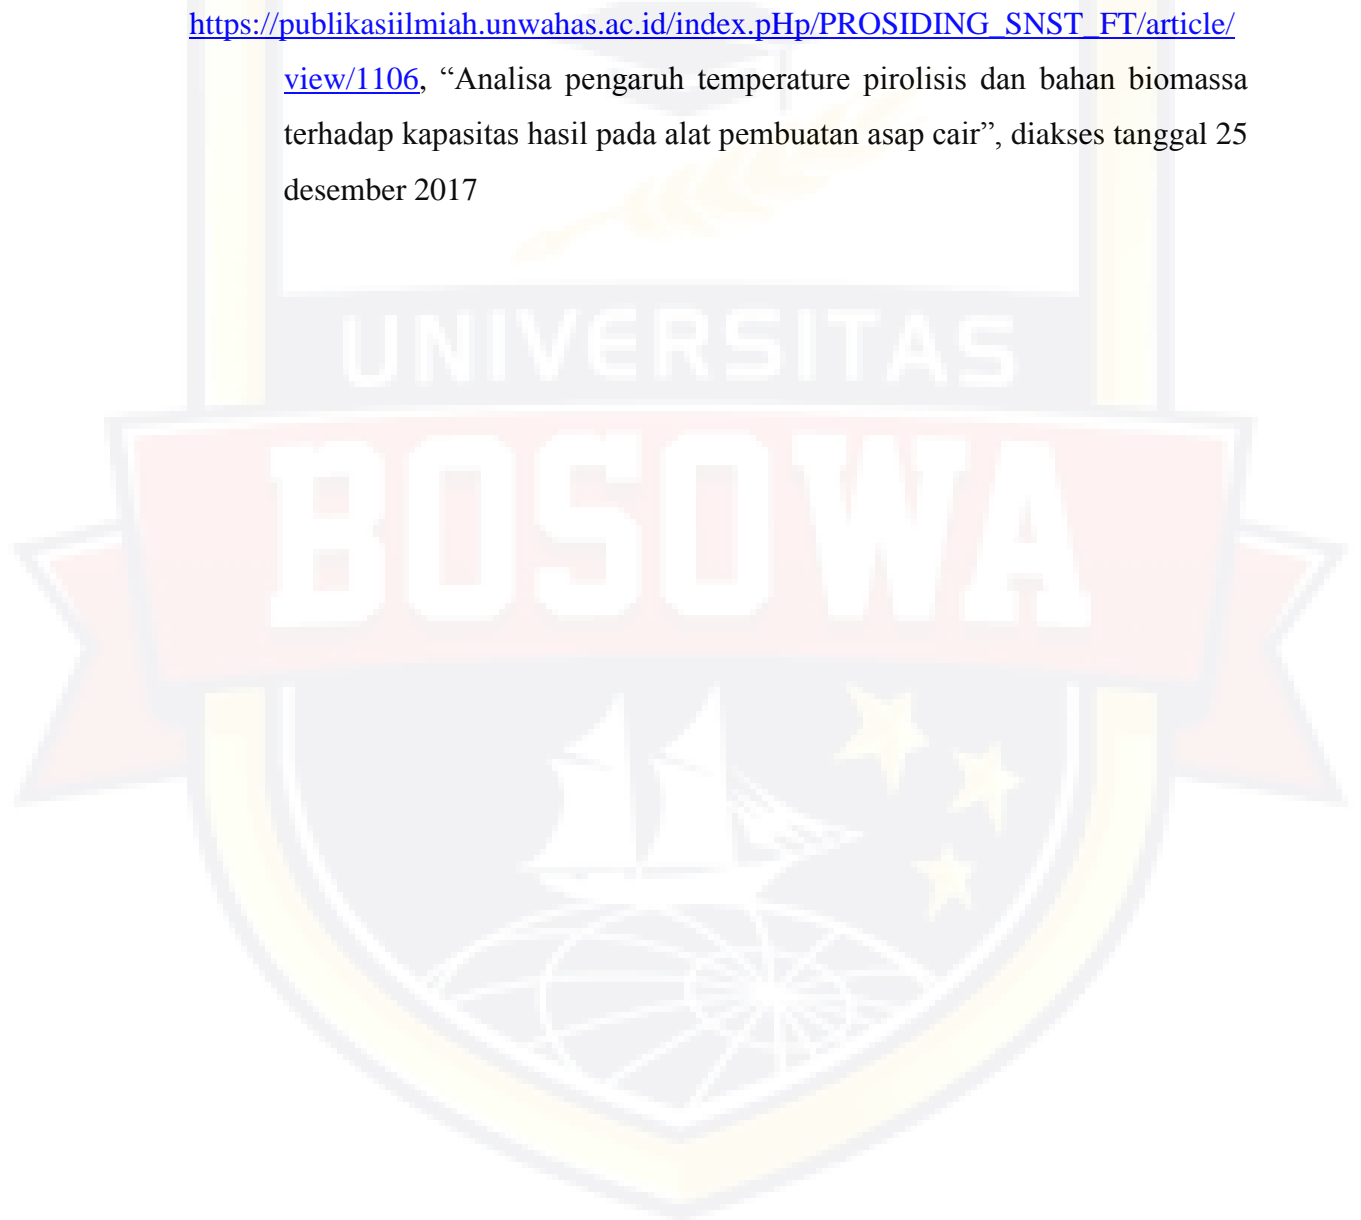 https://publikasiilmiah.unwahas.ac.id/index.pHp/PROSIDING_SNST_FT/article/
view/1106, “Analisa pengaruh temperature pirolisis dan bahan biomassa
terhadap kapasitas hasil pada alat pembuatan asap cair”, diakses tanggal 25
desember 2017
UNIVERSITAS
BOSOWA